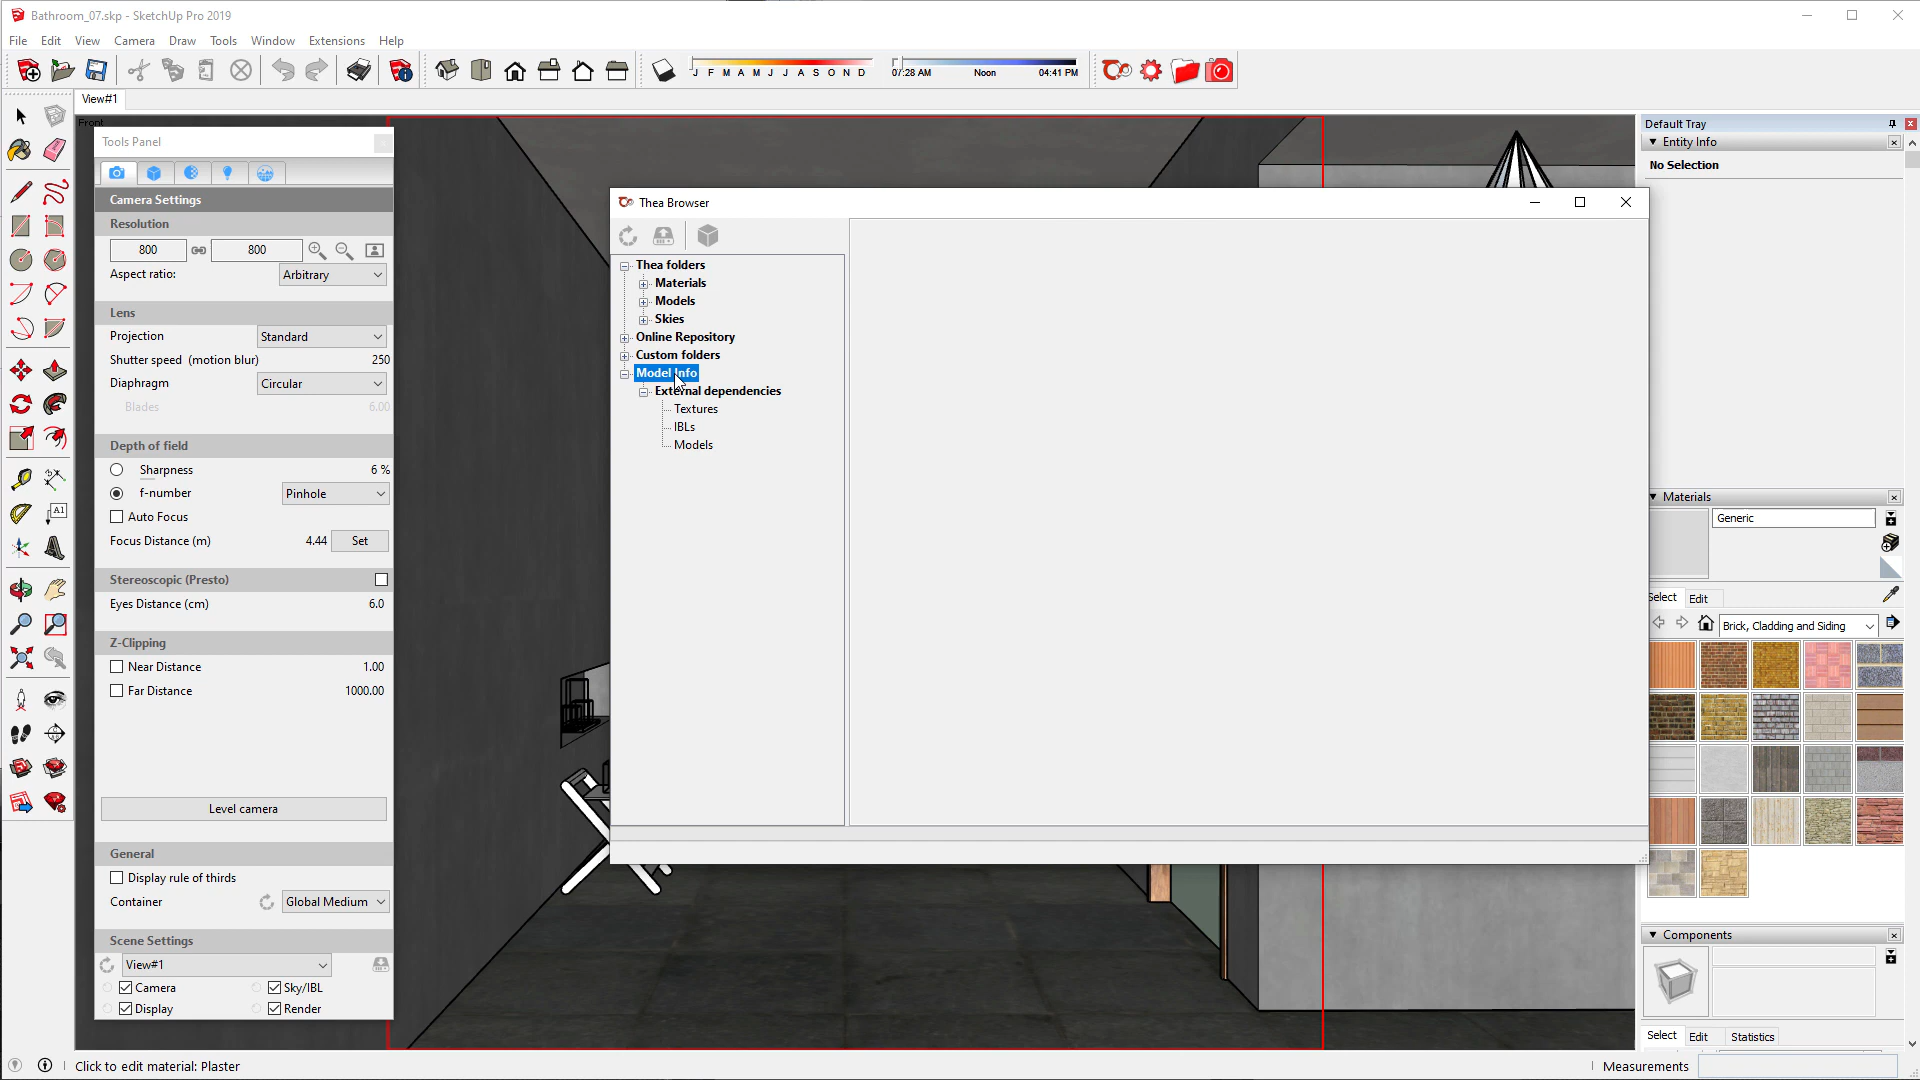 Bathroom_07.skp - SketchUp Pro 2019
File Edit View Camera Draw Tools Window Extensions Help
J F M A M J J A S O N D
07:28 AM Noon 04:41 PM
View#1
Front
Tools Panel
Camera Settings
Resolution
800 800
Aspect ratio: Arbitrary
Lens
Projection Standard
Shutter speed (motion blur) 250
Diaphragm Circular
Blades 6.00
Depth of field
Sharpness 6 %
f-number Pinhole
Auto Focus
Focus Distance (m) 4.44 Set
Stereoscopic (Presto)
Eyes Distance (cm) 6.0
Z-Clipping
Near Distance 1.00
Far Distance 1000.00
Level camera
General
Display rule of thirds
Container Global Medium
Scene Settings
View#1
Camera Sky/IBL
Display Render
Thea Browser
Thea folders
Materials
Models
Skies
Online Repository
Custom folders
Model Info
External dependencies
Textures
IBLs
Models
Default Tray
Entity Info
No Selection
Materials
Generic
Select Edit
Brick, Cladding and Siding
Components
Select Edit Statistics
A1
Click to edit material: Plaster
Measurements